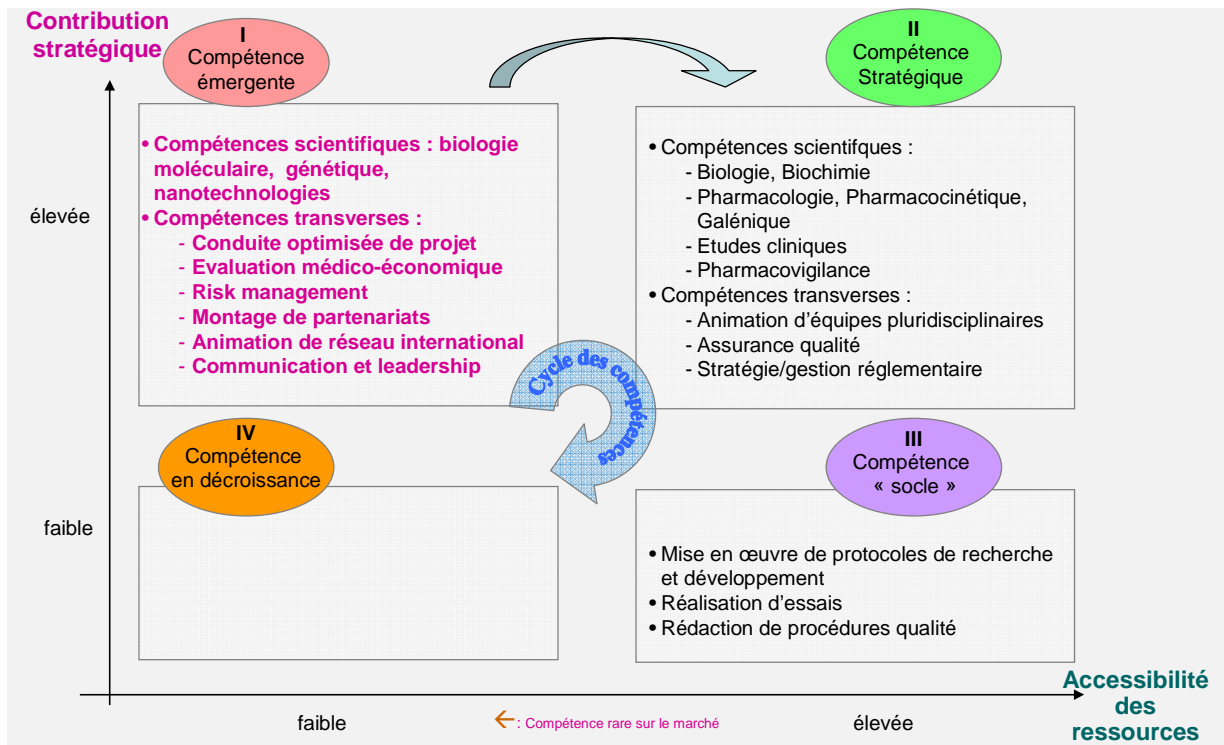 Contribution
stratégique
I
Compétence
émergente
II
Compétence
Stratégique
• Compétences scientifiques : biologie
moléculaire, génétique,
nanotechnologies
• Compétences transverses :
- Conduite optimisée de projet
- Evaluation médico-économique
- Risk management
- Montage de partenariats
- Animation de réseau international
- Communication et leadership
• Compétences scientifques :
- Biologie, Biochimie
- Pharmacologie, Pharmacocinétique,
Galénique
- Etudes cliniques
- Pharmacovigilance
• Compétences transverses :
- Animation d'équipes pluridisciplinaires
- Assurance qualité
- Stratégie/gestion réglementaire
élevée
Cycle des compétences
IV
Compétence
en décroissance
III
Compétence
« socle »
faible
• Mise en œuvre de protocoles de recherche
et développement
• Réalisation d'essais
• Rédaction de procédures qualité
Accessibilité
des
ressources
faible
← : Compétence rare sur le marché
élevée